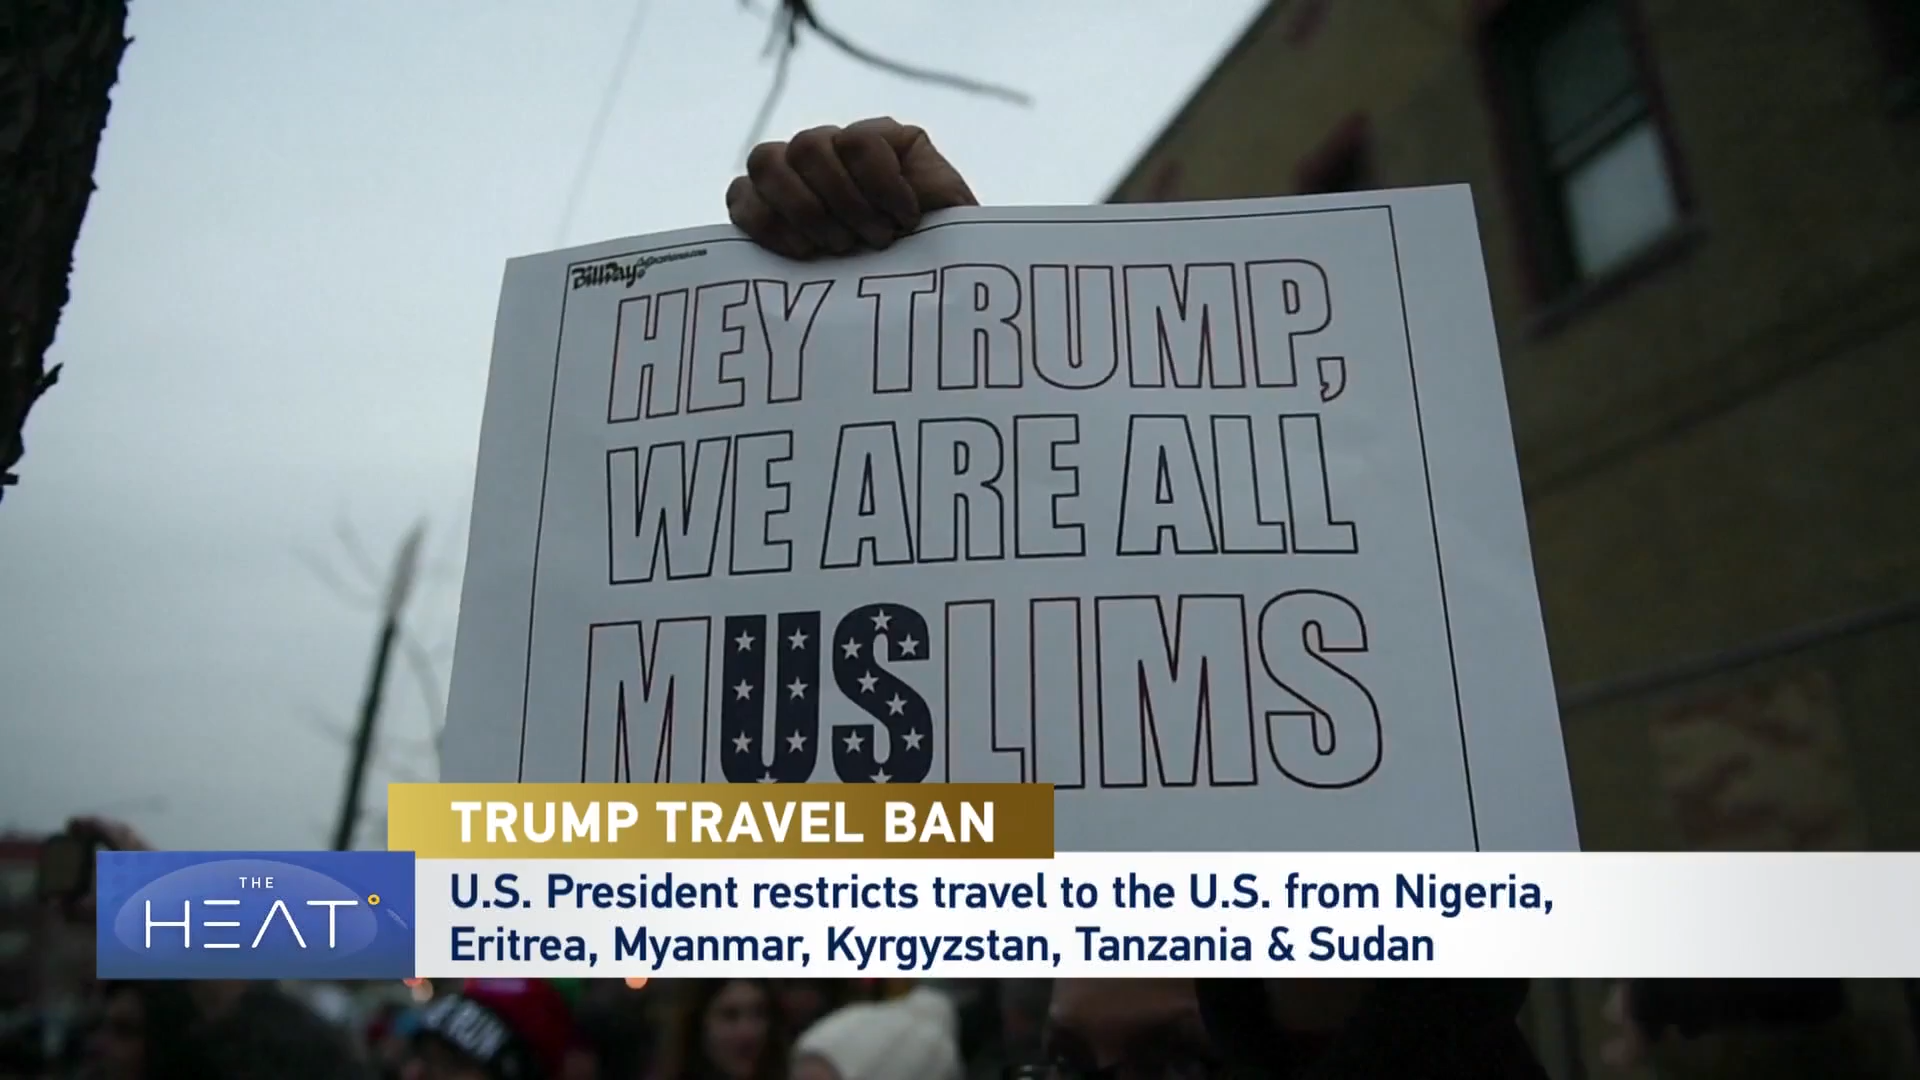 BillRay
HEY TRUMP,
WE ARE ALL
MUSLIMS
TRUMP TRAVEL BAN
THE
HEAT
U.S. President restricts travel to the U.S. from Nigeria,
Eritrea, Myanmar, Kyrgyzstan, Tanzania & Sudan